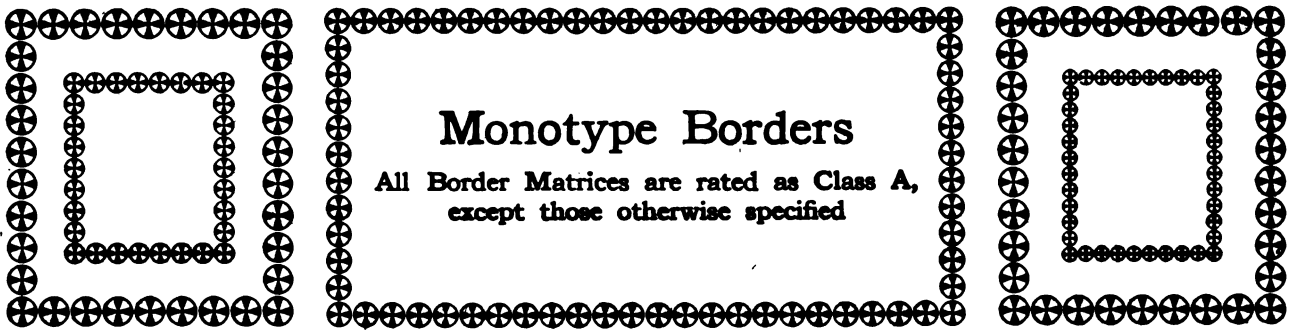 Monotype Borders
All Border Matrices are rated as Class A,
except those otherwise specified